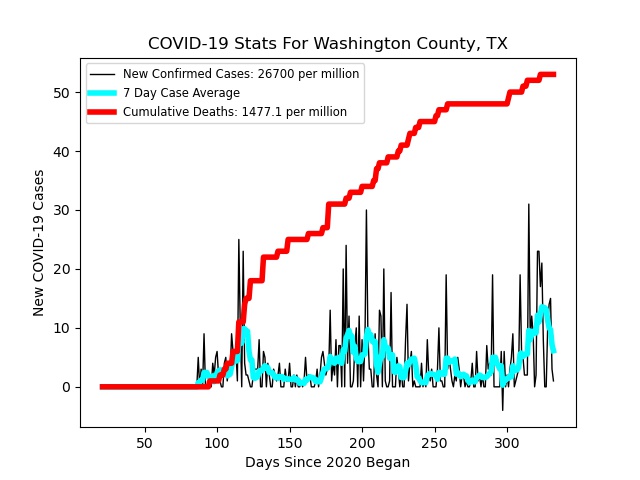 COVID-19 Stats For Washington County, TX
New Confirmed Cases: 26700 per million
7 Day Case Average
Cumulative Deaths: 1477.1 per million
New COVID-19 Cases
50
40
30
20
10
0
50
100
150
200
250
300
Days Since 2020 Began